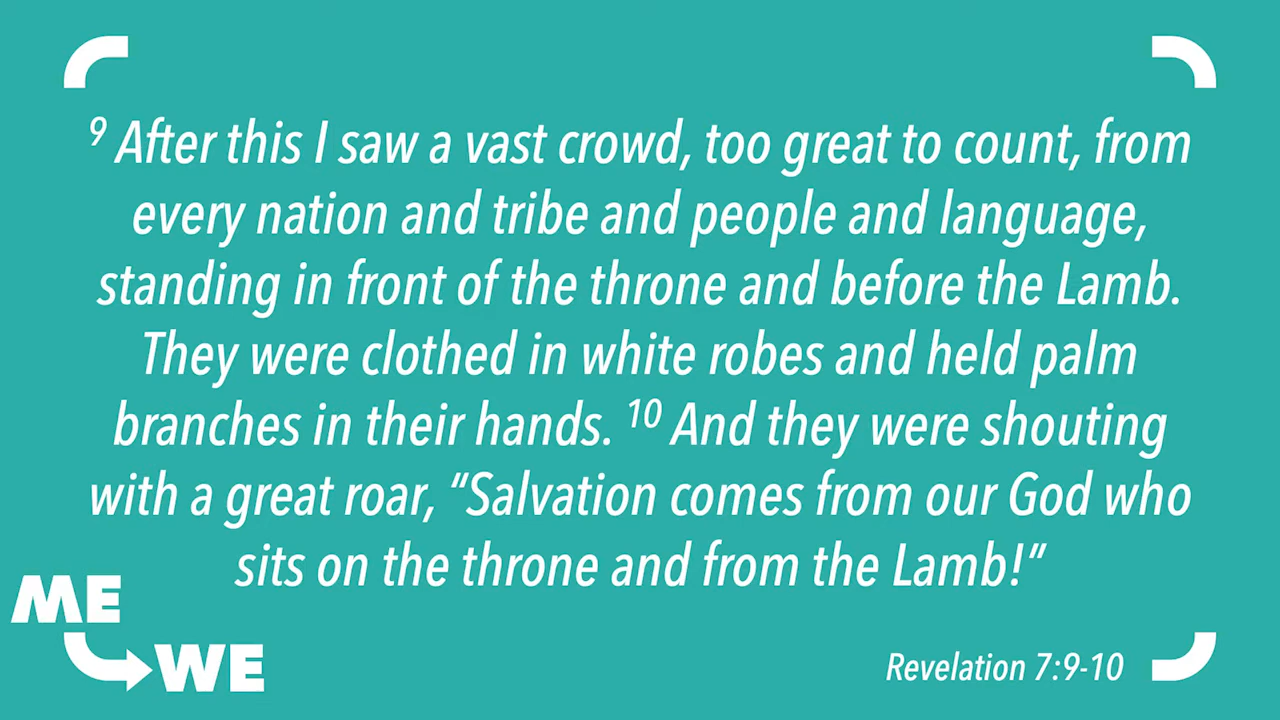 ⁹ After this I saw a vast crowd, too great to count, from
every nation and tribe and people and language,
standing in front of the throne and before the Lamb.
They were clothed in white robes and held palm
branches in their hands. ¹⁰ And they were shouting
with a great roar, “Salvation comes from our God who
sits on the throne and from the Lamb!”
ME
WE
Revelation 7:9-10